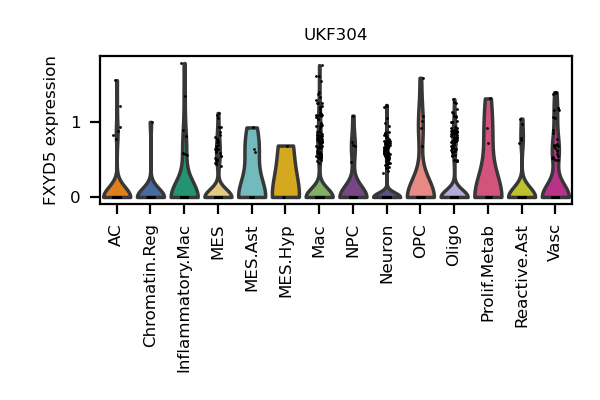 UKF304
FXYD5 expression
1
0
AC
Chromatin.Reg
Inflammatory.Mac
MES
MES.Ast
MES.Hyp
Mac
NPC
Neuron
OPC
Oligo
Prolif.Metab
Reactive.Ast
Vasc